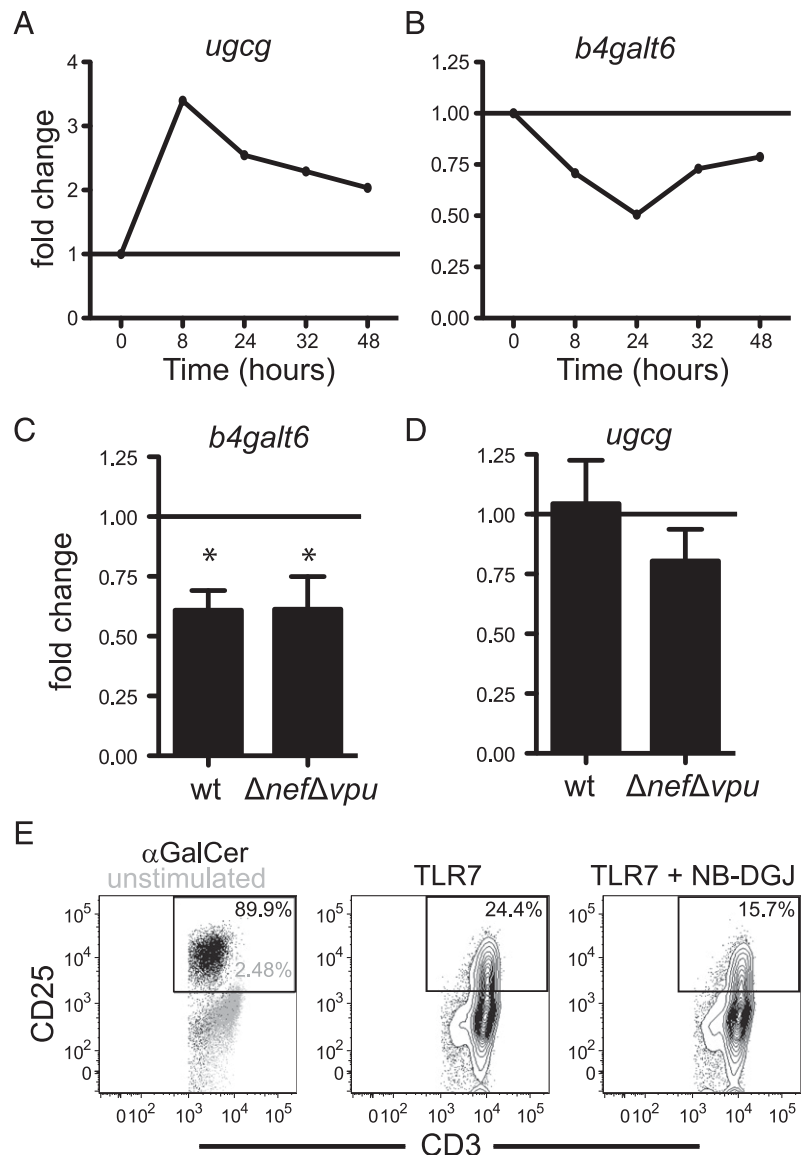 A
ugcg
4
3
2
1
0
fold change
0 8 24 32 48
Time (hours)
B
b4galt6
1.25
1.00
0.75
0.50
0.25
0.00
0 8 24 32 48
Time (hours)
C
b4galt6
1.25
1.00
0.75
0.50
0.25
0.00
fold change
* *
wt ΔnefΔvpu
D
ugcg
1.25
1.00
0.75
0.50
0.25
0.00
wt ΔnefΔvpu
E
αGalCer
unstimulated
89.9%
2.48%
10⁵
10⁴
10³
10²
0
CD25
0 10² 10³ 10⁴ 10⁵
TLR7
24.4%
10⁵
10⁴
10³
10²
0
0 10² 10³ 10⁴ 10⁵
TLR7 + NB-DGJ
15.7%
10⁵
10⁴
10³
10²
0
0 10² 10³ 10⁴ 10⁵
CD3